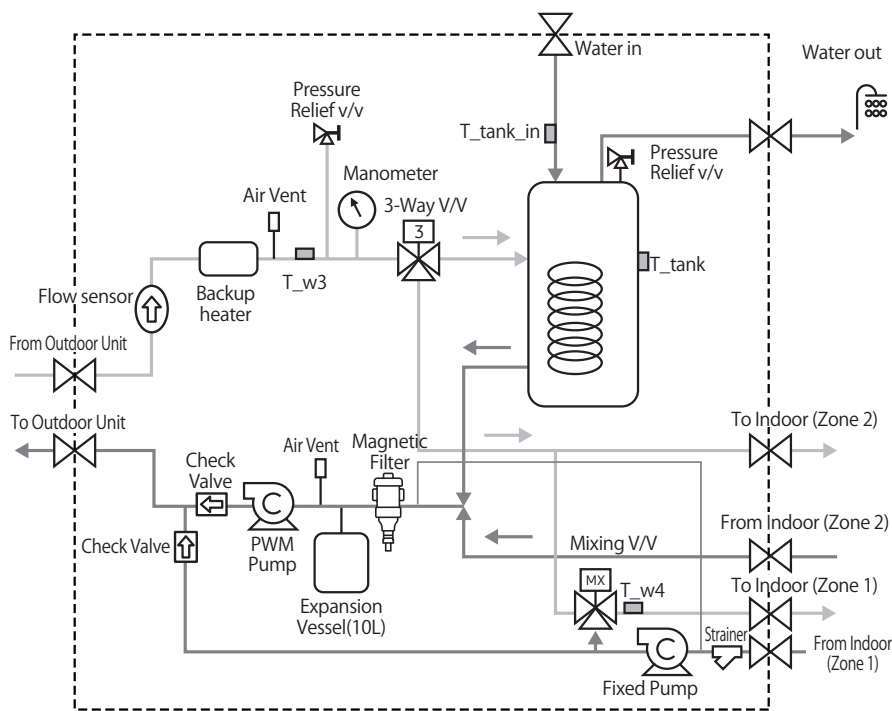 Water in
Water out
Pressure
Relief v/v
T_tank_in
Manometer
Pressure
Relief v/v
Air Vent
3-Way V/V
3
T_w3
T_tank
Flow sensor
Backup
heater
From Outdoor Unit
To Outdoor Unit
To Indoor (Zone 2)
Air Vent
Magnetic
Filter
Check
Valve
C
PWM
Pump
Check Valve
From Indoor (Zone 2)
Mixing V/V
Expansion
Vessel(10L)
MX
T_w4
To Indoor (Zone 1)
Strainer
C
Fixed Pump
From Indoor
(Zone 1)